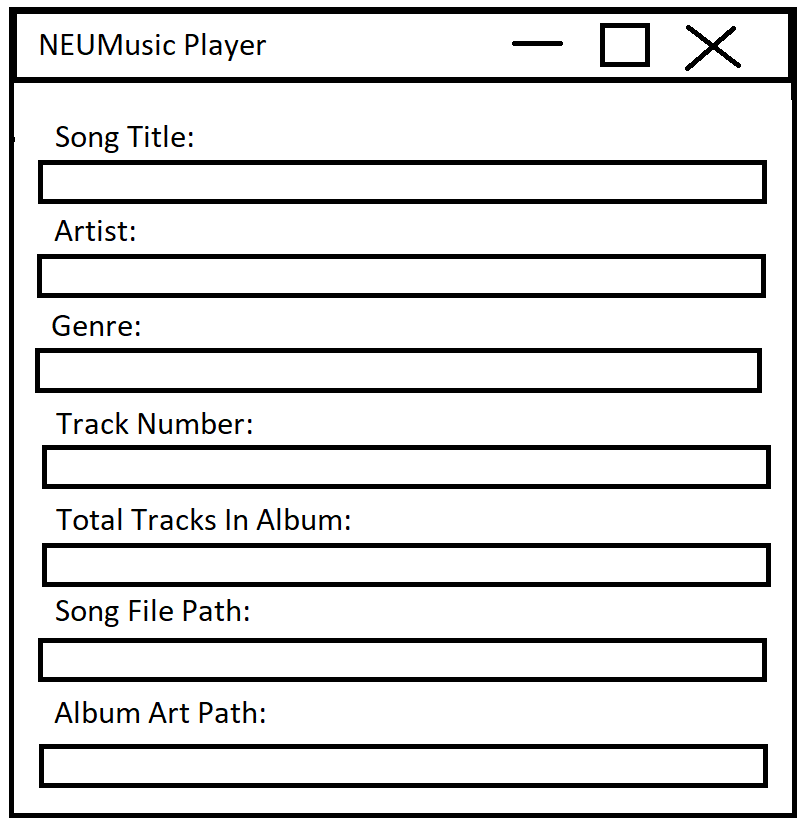 NEUMusic Player
Song Title:
Artist:
Genre:
Track Number:
Total Tracks In Album:
Song File Path:
Album Art Path: